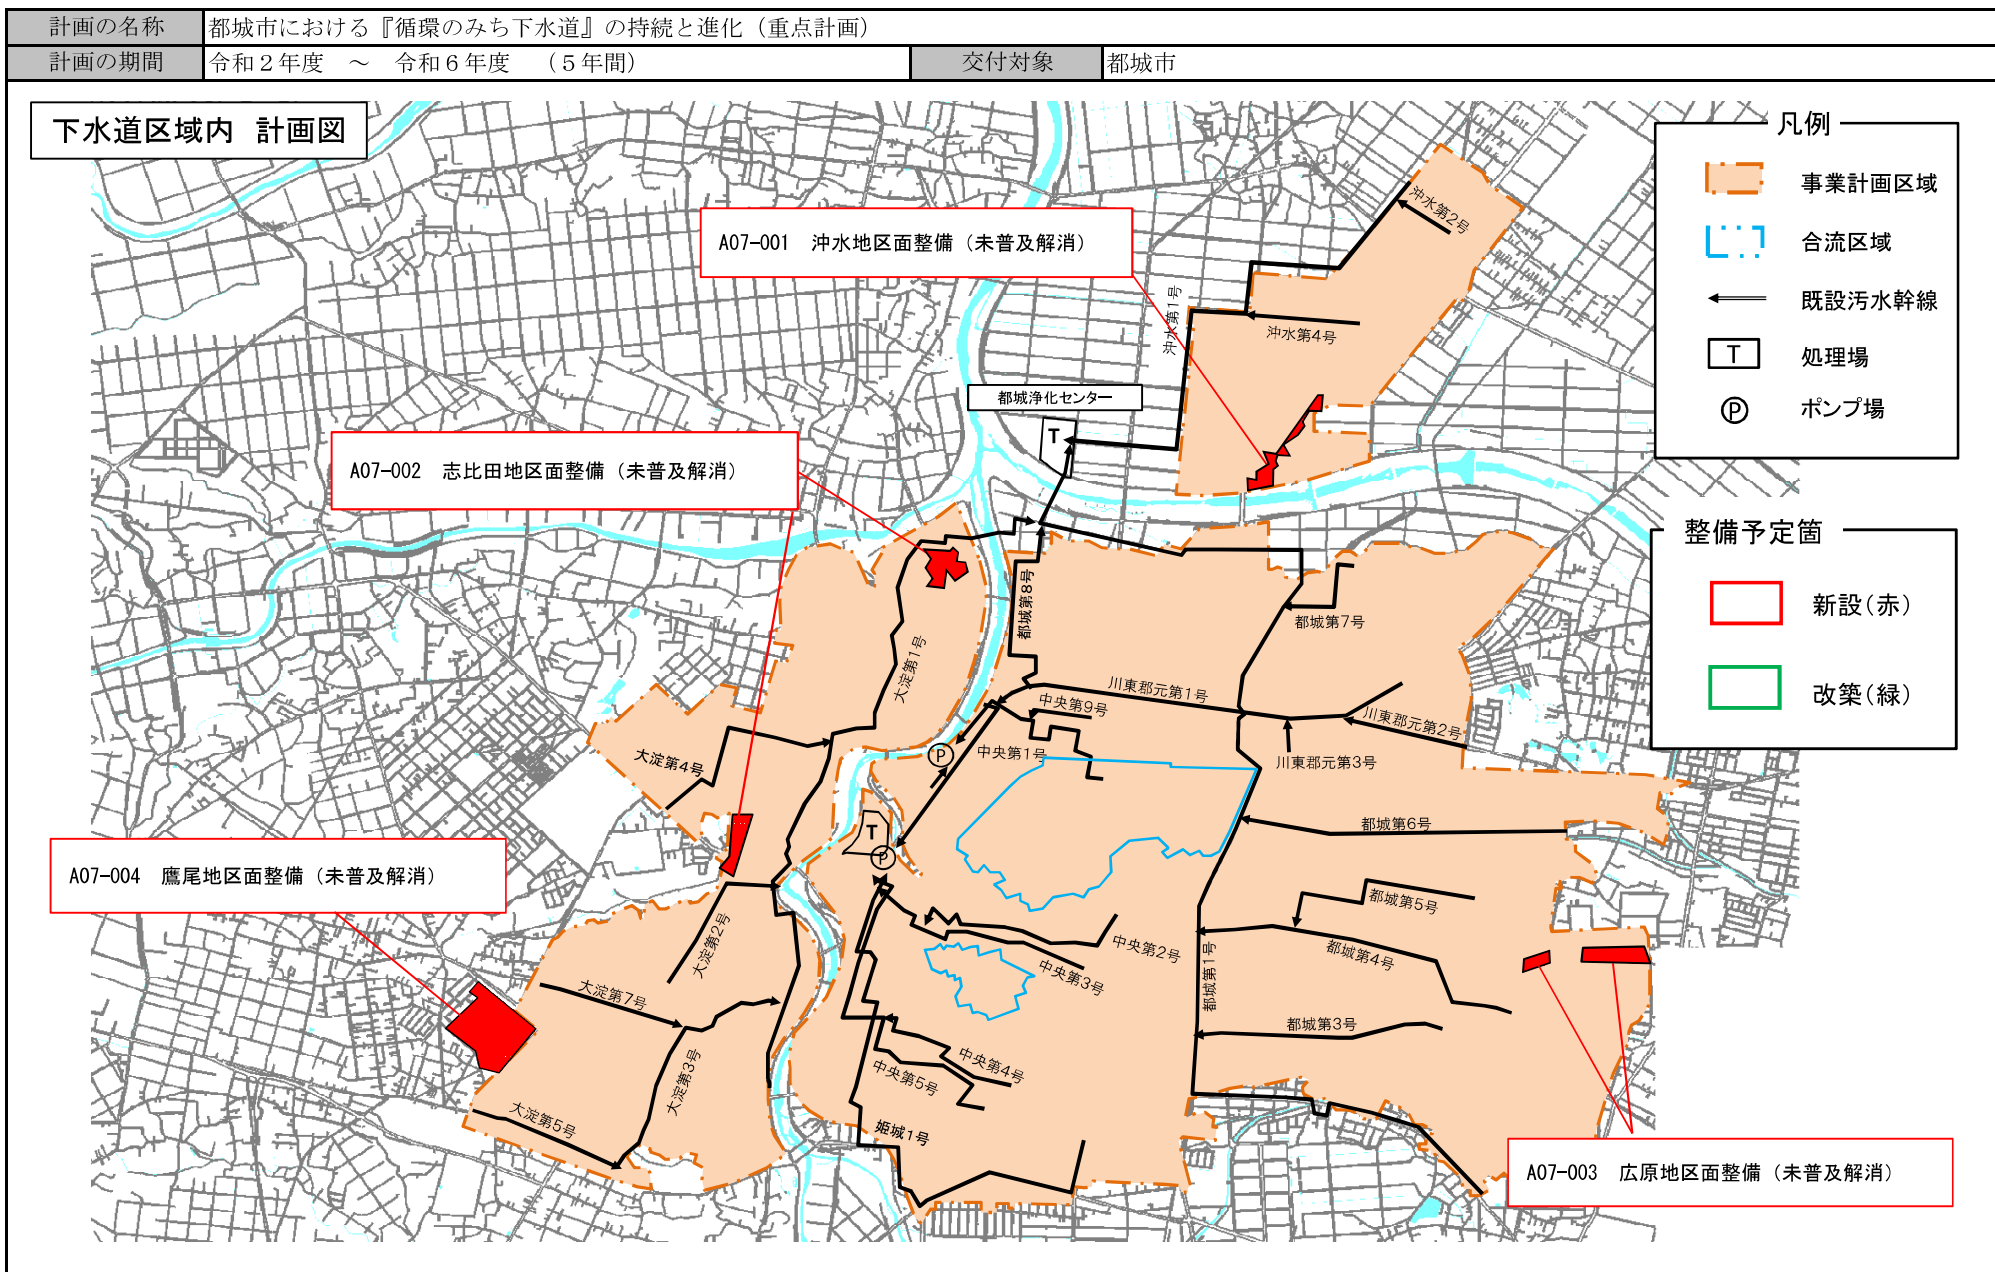 計画の名称
都城市における『循環のみち下水道』の持続と進化（重点計画）
計画の期間
令和２年度　～　令和６年度　（５年間）
交付対象
都城市
下水道区域内　計画図
凡例
事業計画区域
合流区域
既設汚水幹線
T
処理場
P
ポンプ場
整備予定箇
新設（赤）
改築（緑）
A07-001　沖水地区面整備（未普及解消）
A07-002　志比田地区面整備（未普及解消）
A07-004　鷹尾地区面整備（未普及解消）
A07-003　広原地区面整備（未普及解消）
沖水第2号
沖水第1号
沖水第4号
都城浄化センター
T
都城第8号
都城第7号
大淀第1号
川東郡元第1号
中央第9号
川東郡元第2号
中央第1号
川東郡元第3号
大淀第4号
P
T
P
都城第6号
都城第5号
大淀第2号
中央第2号
都城第4号
中央第3号
都城第1号
大淀第7号
都城第3号
中央第4号
中央第5号
大淀第3号
大淀第5号
姫城1号